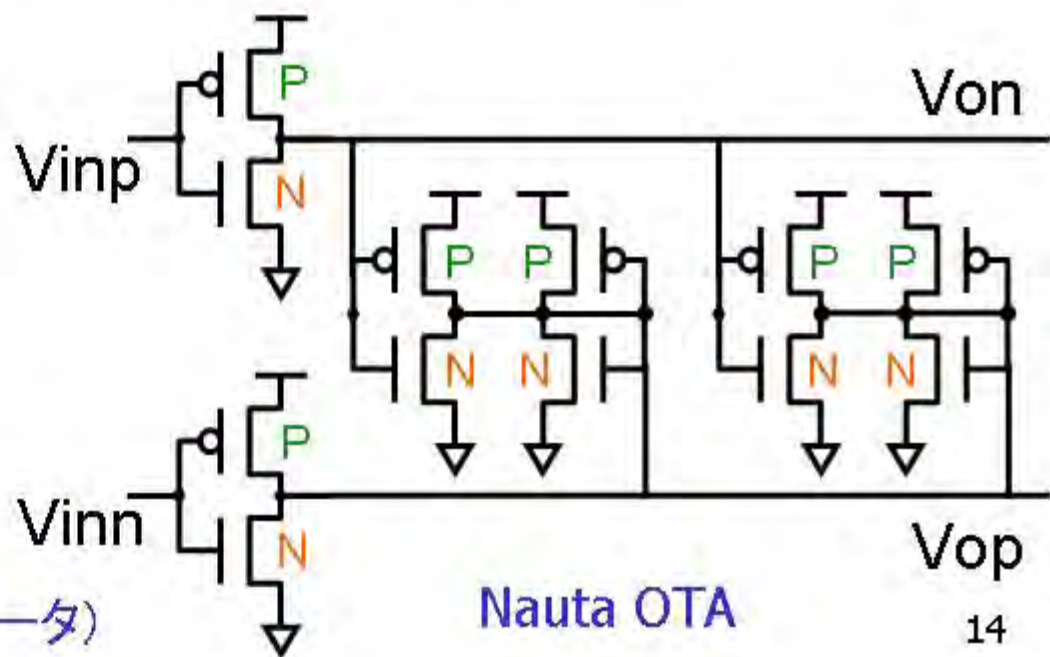 P
Von
Vinp
N
P P P P
N N N N
P
Vinn
N
Vop
ータ)
Nauta OTA
14